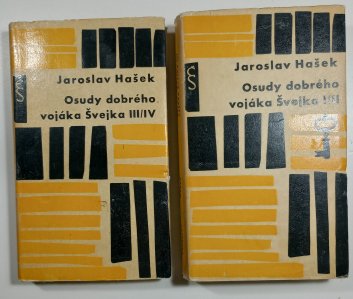 Jaroslav Hašek
Osudy dobrého
vojáka Švejka III/IV
Jaroslav Hašek
Osudy dobrého
vojáka Švejka I/II